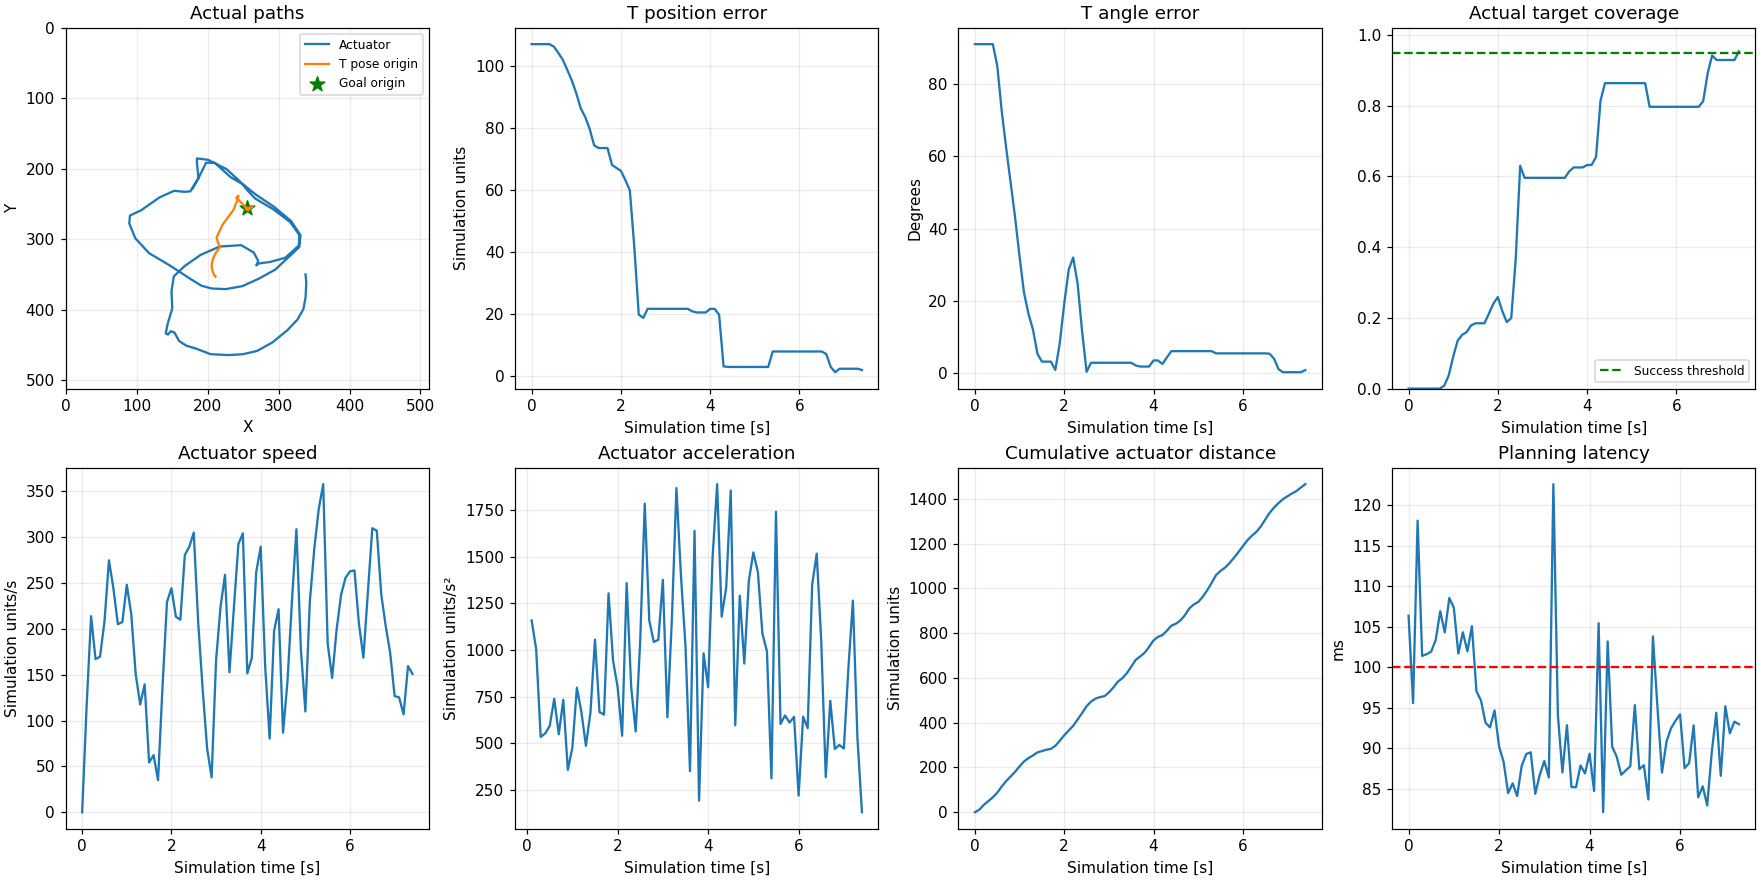 Actual paths
0
100
200
300
400
500
Y
0 100 200 300 400 500
X
Actuator
T pose origin
Goal origin
T position error
100
80
60
40
20
0
Simulation units
0 2 4 6
Simulation time [s]
T angle error
80
60
40
20
0
Degrees
0 2 4 6
Simulation time [s]
Actual target coverage
1.0
0.8
0.6
0.4
0.2
0.0
0 2 4 6
Simulation time [s]
Success threshold
Actuator speed
350
300
250
200
150
100
50
0
Simulation units/s
0 2 4 6
Simulation time [s]
Actuator acceleration
1750
1500
1250
1000
750
500
250
Simulation units/s²
0 2 4 6
Simulation time [s]
Cumulative actuator distance
1400
1200
1000
800
600
400
200
0
Simulation units
0 2 4 6
Simulation time [s]
Planning latency
120
115
110
105
100
95
90
85
ms
0 2 4 6
Simulation time [s]